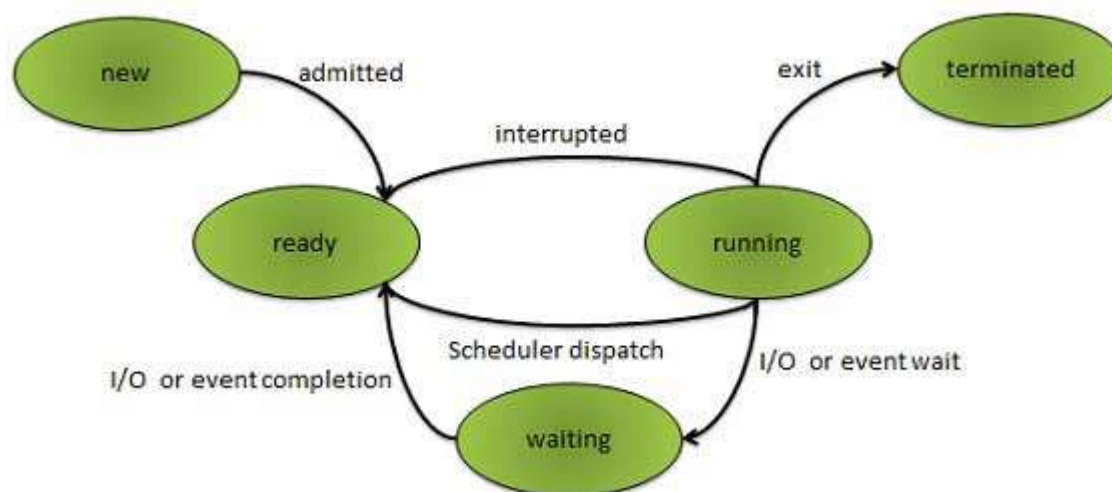 new
admitted
exit
terminated
interrupted
ready
running
Scheduler dispatch
I/O or event completion
I/O or event wait
waiting